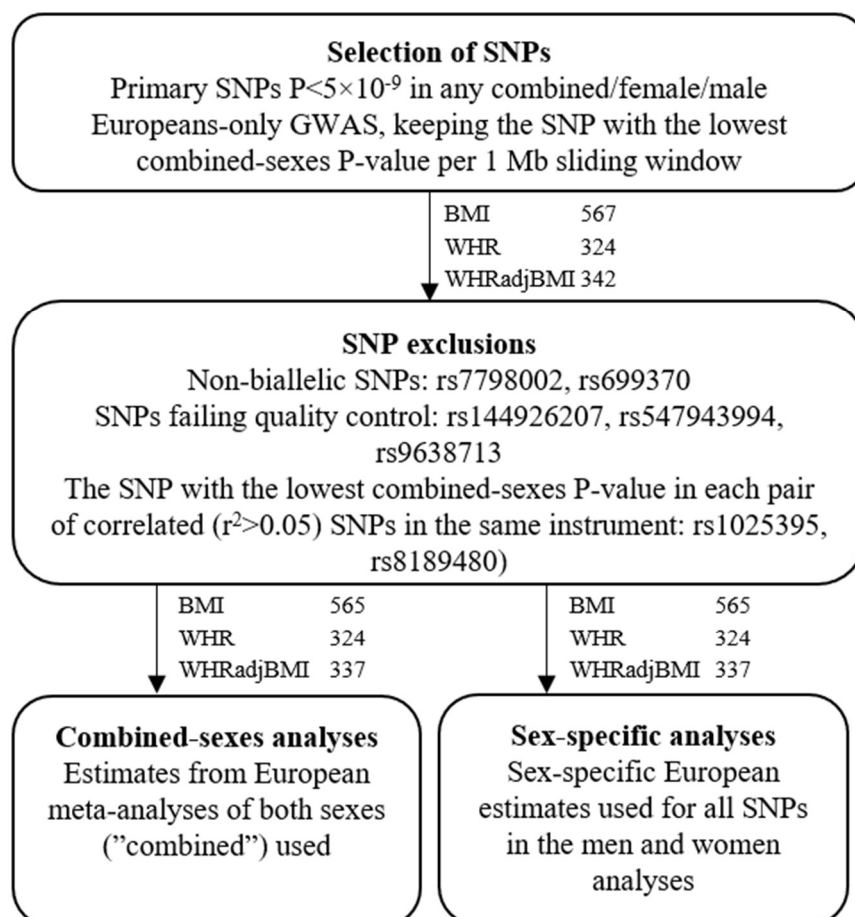 Selection of SNPs
Primary SNPs P<5×10⁻⁹ in any combined/female/male
Europeans-only GWAS, keeping the SNP with the lowest
combined-sexes P-value per 1 Mb sliding window
BMI 567
WHR 324
WHRadjBMI 342
SNP exclusions
Non-biallelic SNPs: rs7798002, rs699370
SNPs failing quality control: rs144926207, rs547943994,
rs9638713
The SNP with the lowest combined-sexes P-value in each pair
of correlated (r²>0.05) SNPs in the same instrument: rs1025395,
rs8189480)
BMI 565
WHR 324
WHRadjBMI 337
BMI 565
WHR 324
WHRadjBMI 337
Combined-sexes analyses
Estimates from European
meta-analyses of both sexes
(”combined”) used
Sex-specific analyses
Sex-specific European
estimates used for all SNPs
in the men and women
analyses